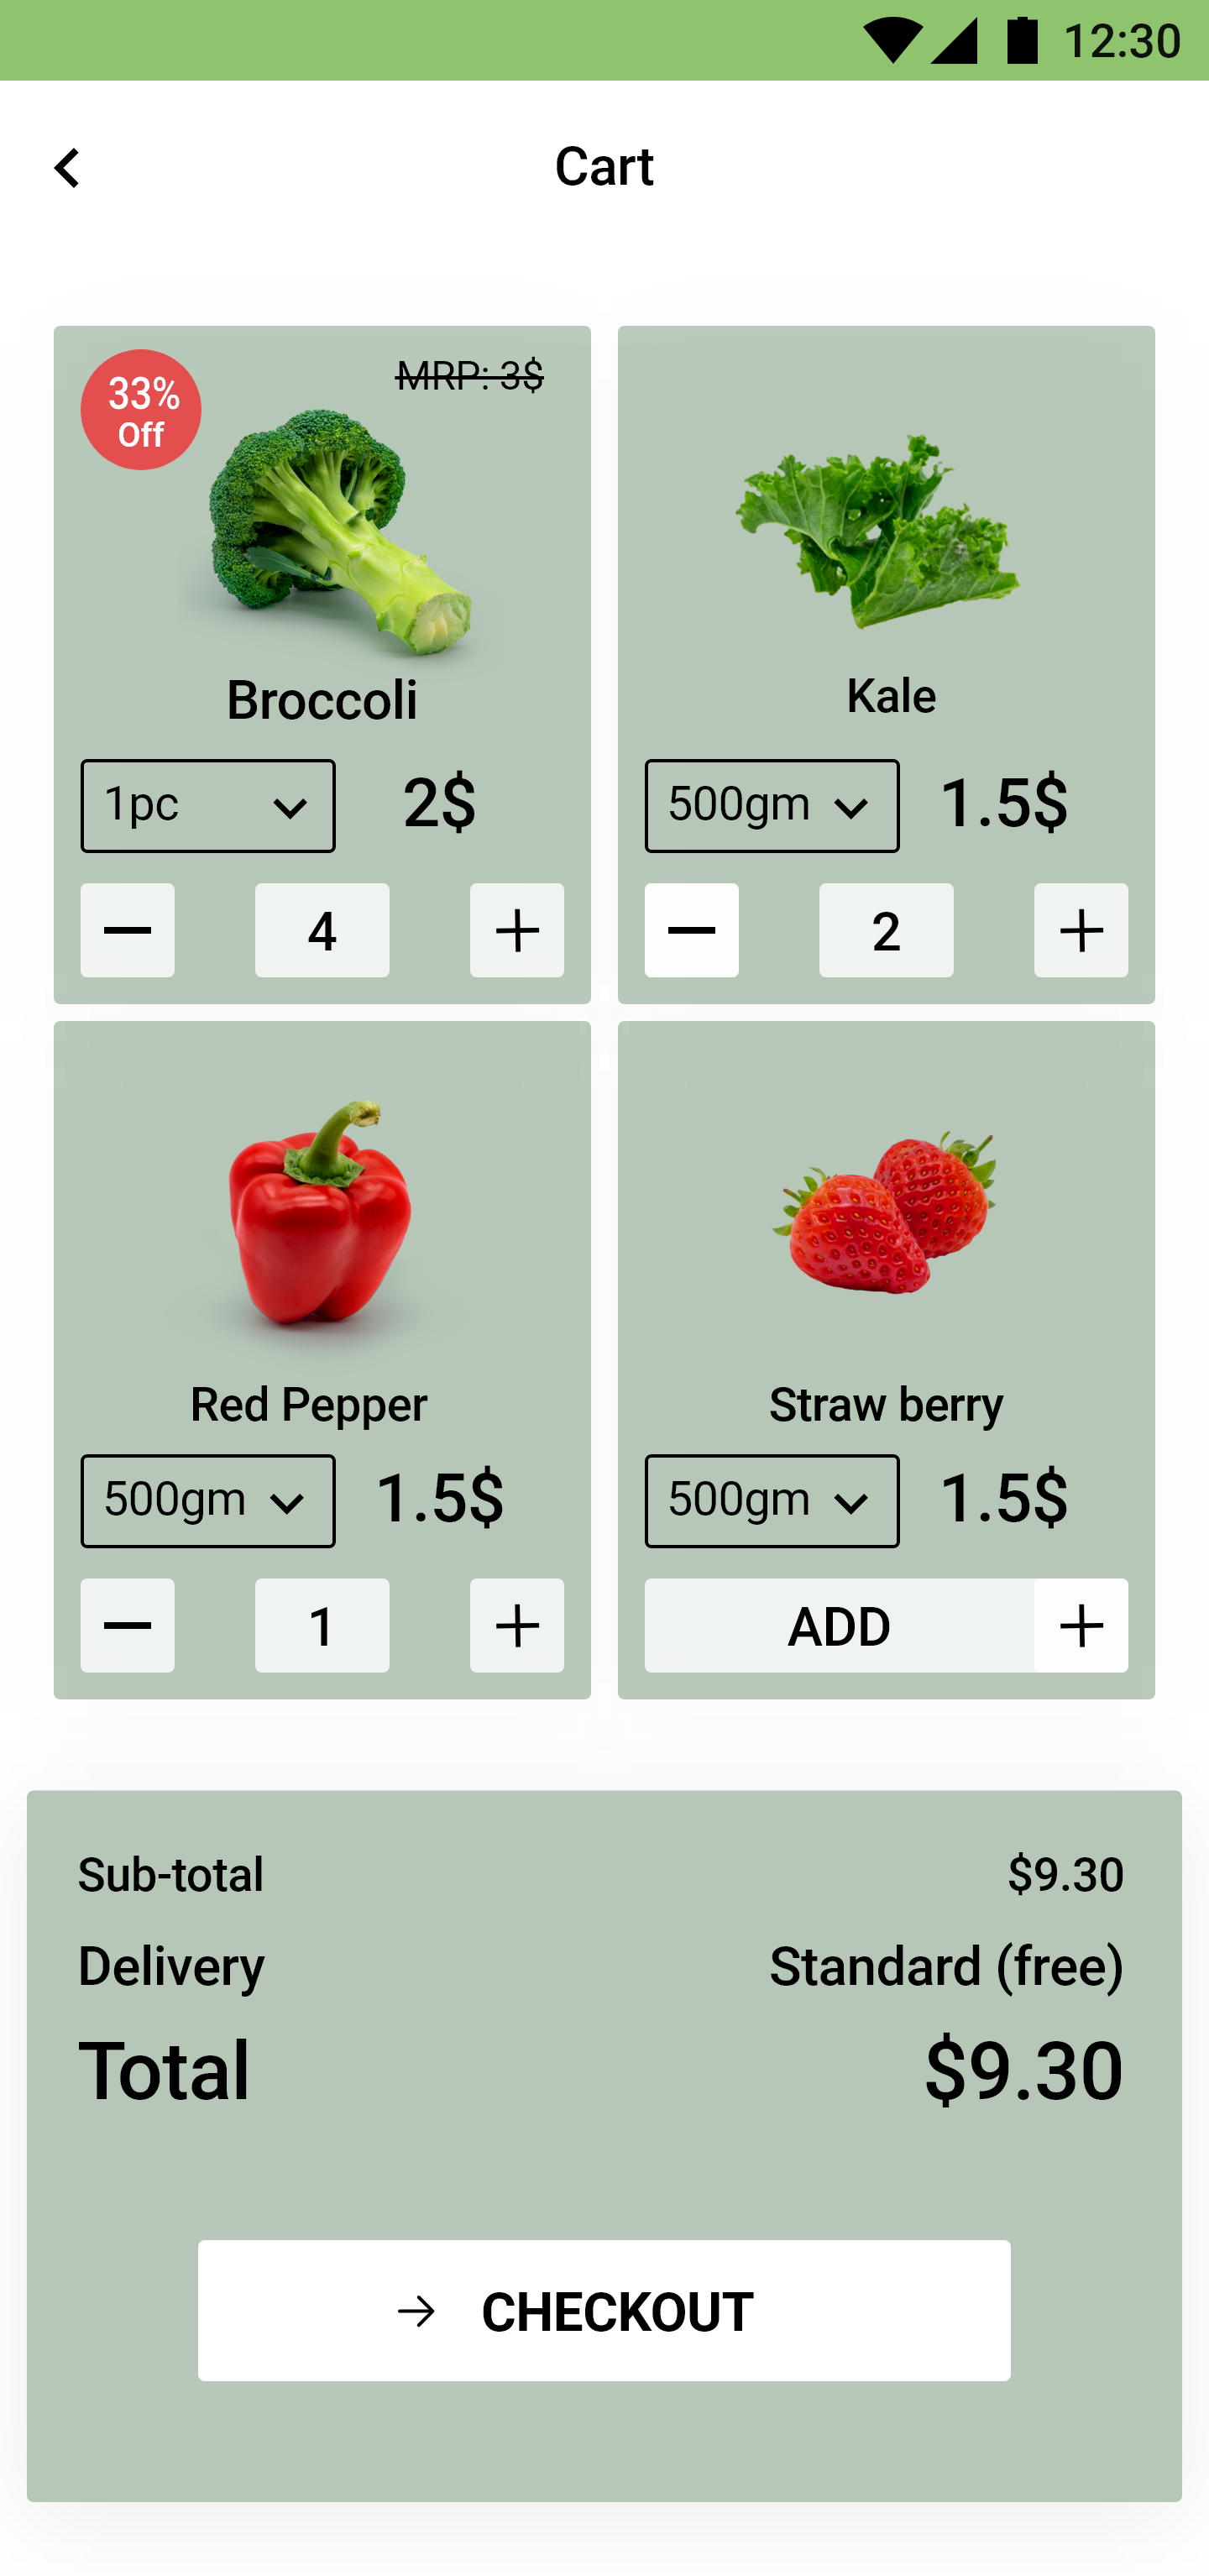 12:30
Cart
33%
Off
MRP: 3$
Broccoli
1pc
2$
4
Kale
500gm
1.5$
2
Red Pepper
500gm
1.5$
1
Straw berry
500gm
1.5$
ADD
Sub-total
$9.30
Delivery
Standard (free)
Total
$9.30
CHECKOUT